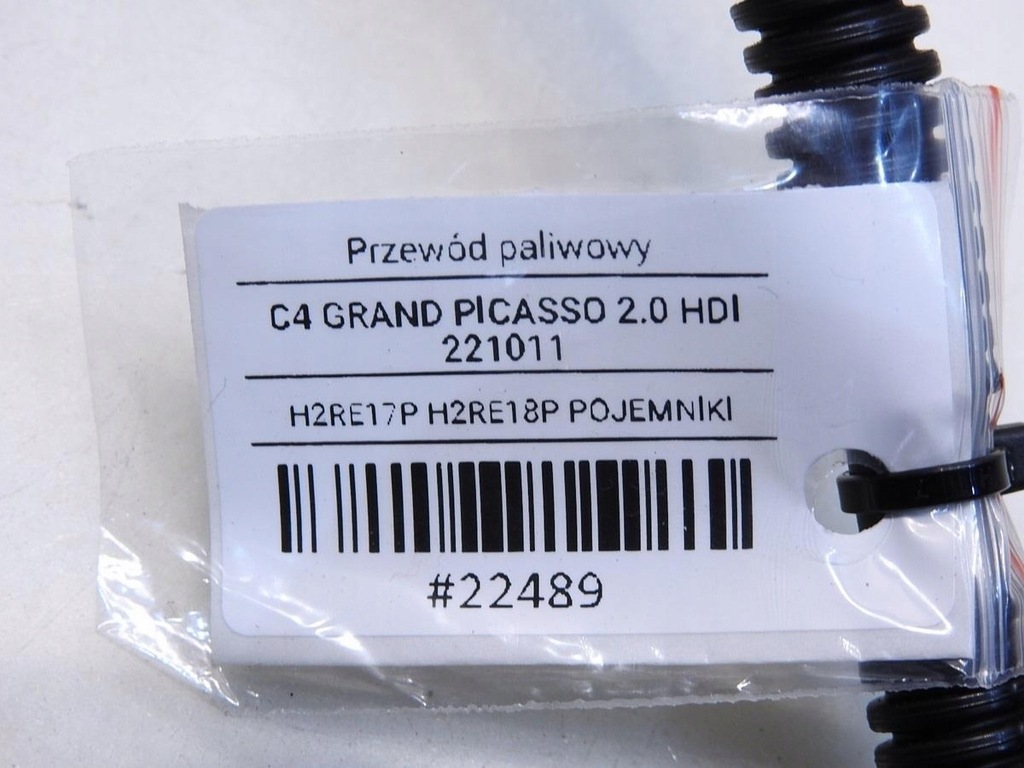 Przewód paliwowy
C4 GRAND PICASSO 2.0 HDI
221011
H2RE17P H2RE18P POJEMNIKI
#22489